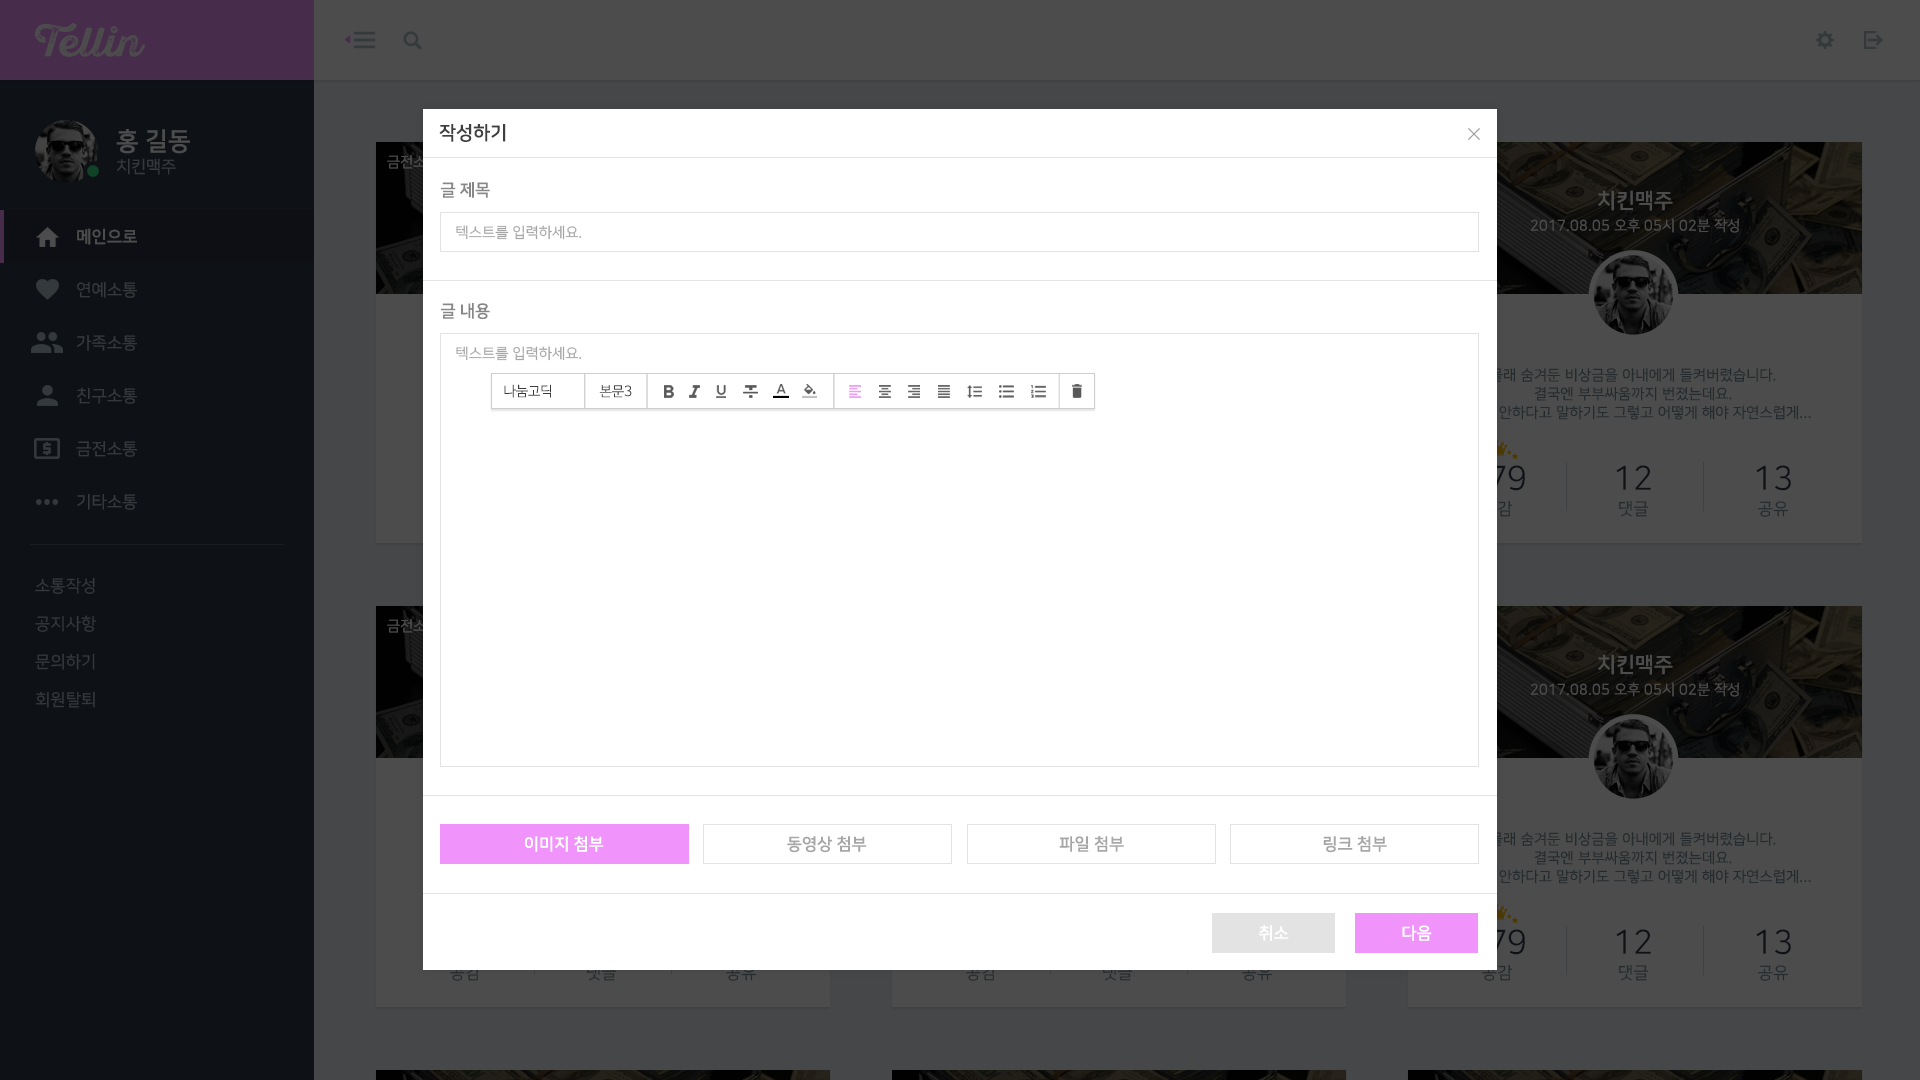 Tellin
홍 길동
치킨맥주
메인으로
연예소통
가족소통
친구소통
금전소통
기타소통
소통작성
공지사항
문의하기
회원탈퇴
작성하기
글 제목
텍스트를 입력하세요.
글 내용
텍스트를 입력하세요.
나눔고딕 본문3 B I U A
이미지 첨부
동영상 첨부
파일 첨부
링크 첨부
취소
다음
치킨맥주
2017.08.05 오후 05시 02분 작성
숨겨둔 비상금을 아내에게 들켜버렸습니다.
결국엔 부부싸움까지 번졌는데요.
안하다고 말하기도 그렇고 어떻게 해야 자연스럽게...
79 12 13
감 댓글 공유
치킨맥주
2017.08.05 오후 05시 02분 작성
숨겨둔 비상금을 아내에게 들켜버렸습니다.
결국엔 부부싸움까지 번졌는데요.
안하다고 말하기도 그렇고 어떻게 해야 자연스럽게...
79 12 13
공감 댓글 공유
공감 댓글 공유
공감 댓글 공유